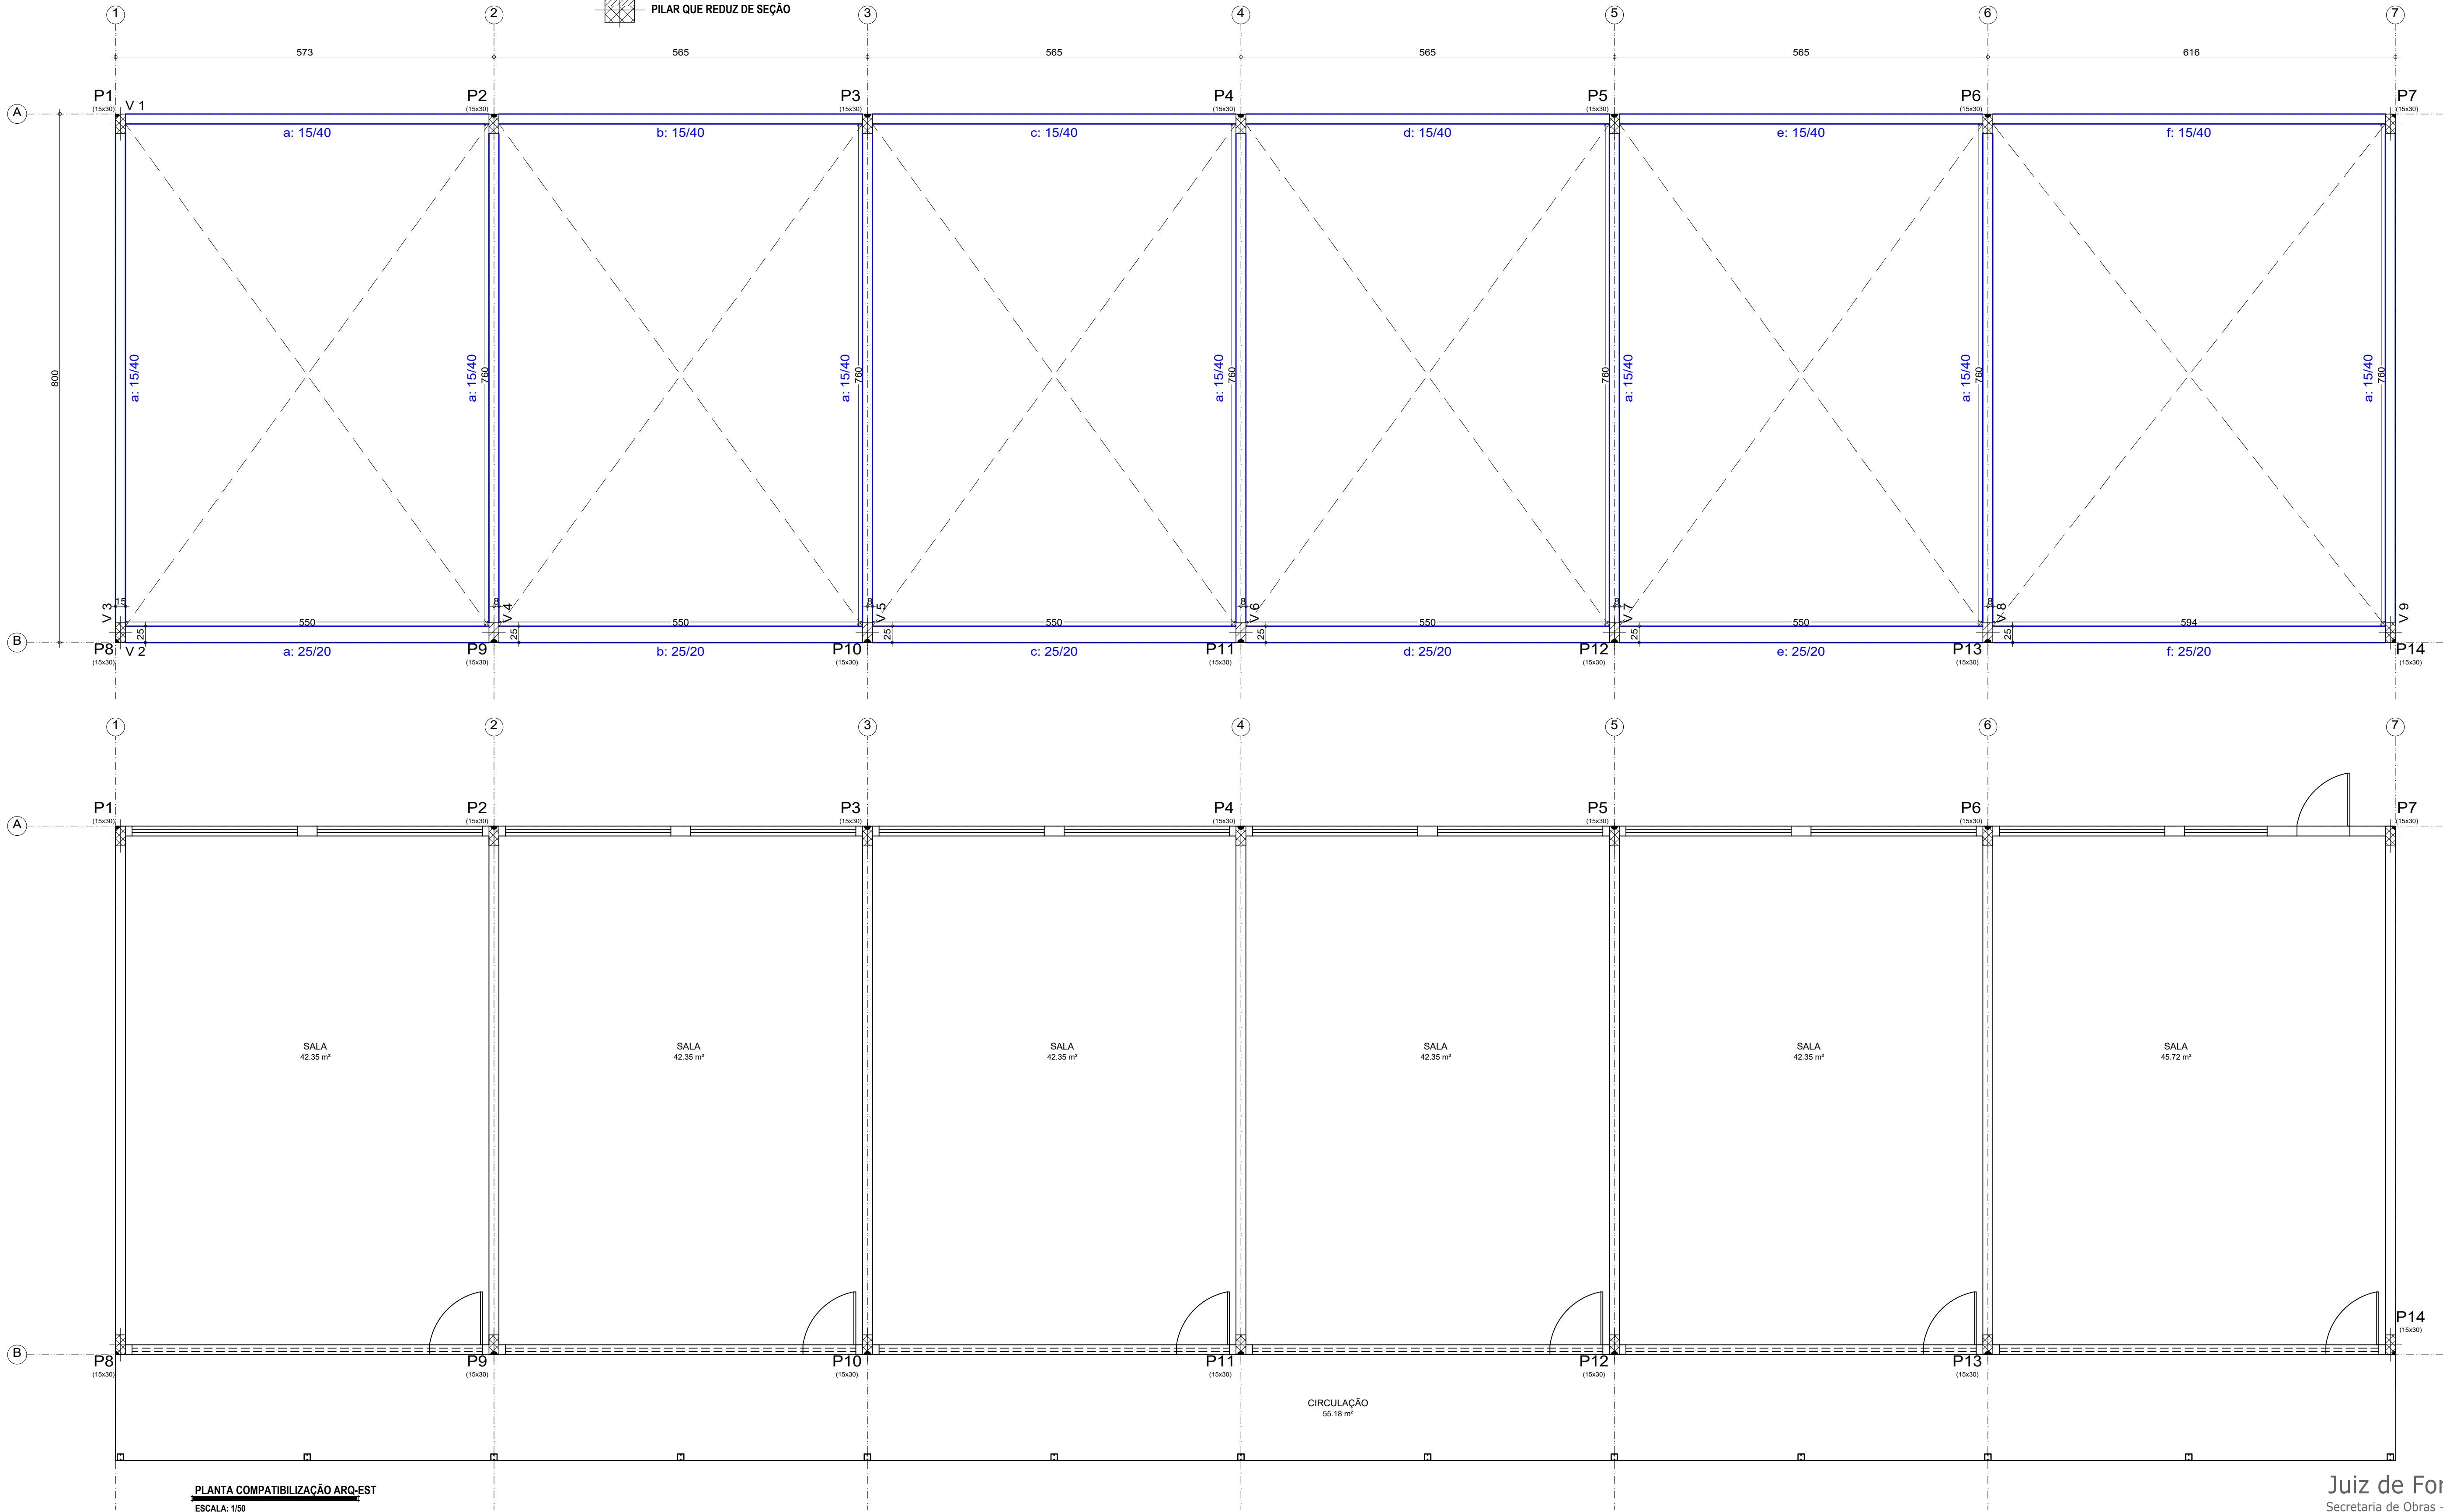 PILAR QUE REDUZ DE SEÇÃO
1 2 3 4 5 6 7
573 565 565 565 565 616
P1 P2 P3 P4 P5 P6 P7
(15x30) (15x30) (15x30) (15x30) (15x30) (15x30) (15x30)
V 1
A
a: 15/40 b: 15/40 c: 15/40 d: 15/40 e: 15/40 f: 15/40
800
a: 15/40 a: 15/40 760 a: 15/40 760 a: 15/40 760 760 a: 15/40 a: 15/40 760 a: 15/40 760
V 3 15 8 V 4 8 V 5 8 V 6 8 V 7 8 V 8 V 9
550 550 550 550 550 594
25 25 25 25 25 25
B
P8 V 2 P9 P10 P11 P12 P13 P14
a: 25/20 b: 25/20 c: 25/20 d: 25/20 e: 25/20 f: 25/20
(15x30) (15x30) (15x30) (15x30) (15x30) (15x30) (15x30)
1 2 3 4 5 6 7
P1 P2 P3 P4 P5 P6 P7
(15x30) (15x30) (15x30) (15x30) (15x30) (15x30) (15x30)
A
SALA SALA SALA SALA SALA SALA
42.35 m² 42.35 m² 42.35 m² 42.35 m² 42.35 m² 45.72 m²
P14
(15x30)
B
P8 P9 P10 P11 P12 P13
(15x30) (15x30) (15x30) (15x30) (15x30) (15x30)
CIRCULAÇÃO
55.18 m²
PLANTA COMPATIBILIZAÇÃO ARQ-EST
ESCALA: 1/50
Juiz de For
Secretaria de Obras -